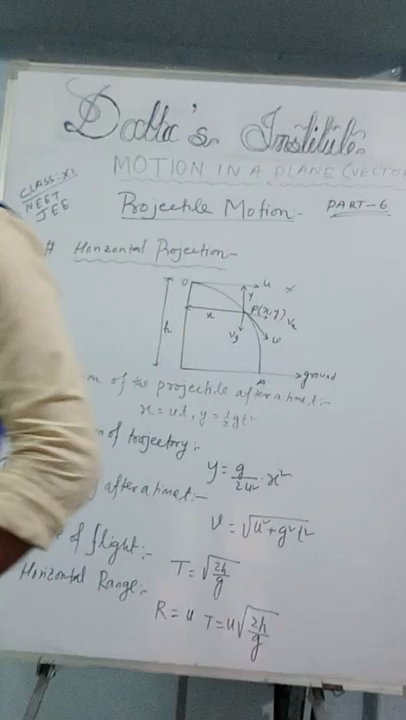 Datta's Institute
MOTION IN A PLANE (VECTOR
CLASS:XI
NEET
JEE
Projectile Motion- PART-6
# Horizontal Projection-
O u x
y
x P(x,y)
h Vx
Vy v
A ground
of the projectile after a time t:-
x = ut, y = ½gt²
of trajectory:-
y = g/2u² . x²
after a time t:-
V = √u²+g²t²
of flight:- T = √2h/g
Horizontal Range:-
R = u T = u√2h/g